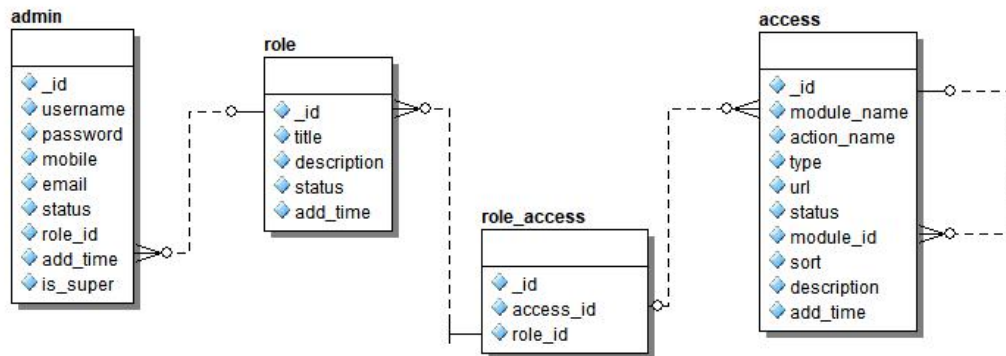 admin
_id
username
password
mobile
email
status
role_id
add_time
is_super
role
_id
title
description
status
add_time
role_access
_id
access_id
role_id
access
_id
module_name
action_name
type
url
status
module_id
sort
description
add_time